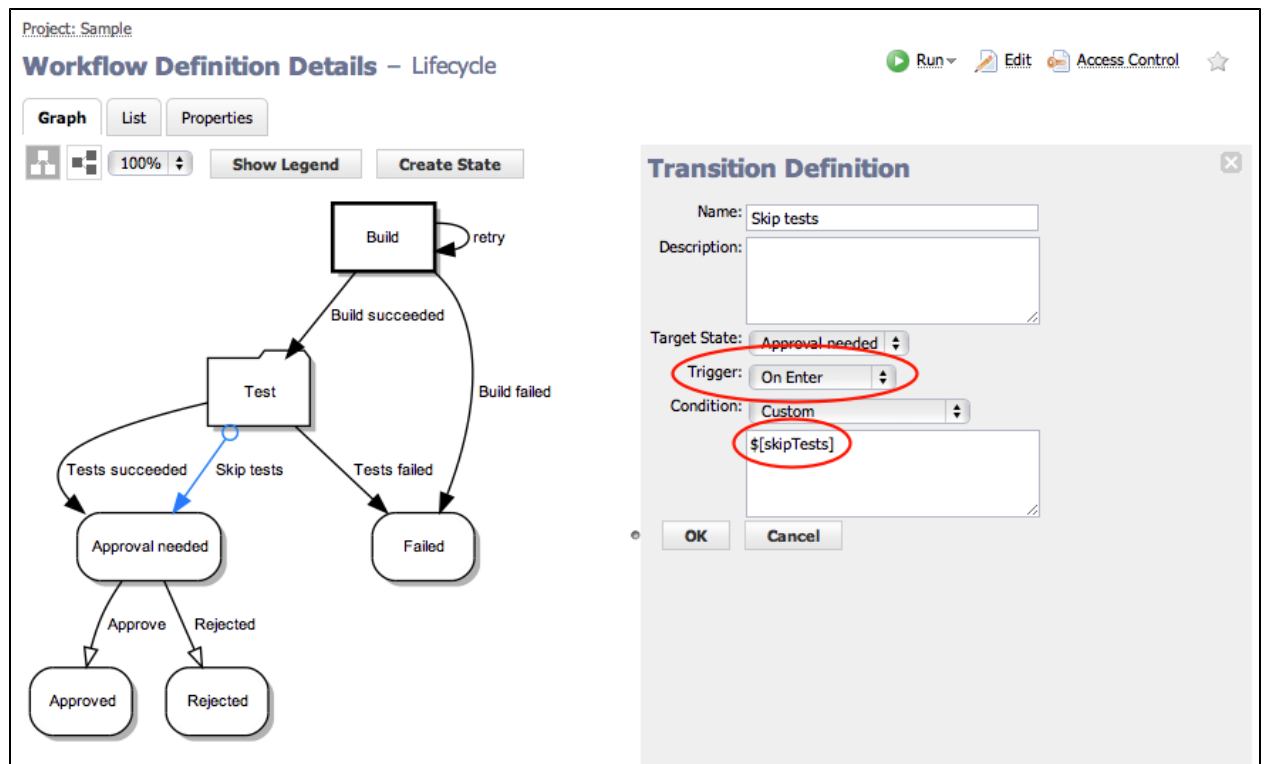 Project: Sample
Workflow Definition Details – Lifecycle
Run Edit Access Control
Graph List Properties
100% Show Legend Create State
Build
retry
Build succeeded
Test
Build failed
Tests succeeded Skip tests Tests failed
Approval needed
Failed
Approve Rejected
Approved Rejected
Transition Definition
Name: Skip tests
Description:
Target State: Approval needed
Trigger: On Enter
Condition: Custom
$[skipTests]
OK Cancel